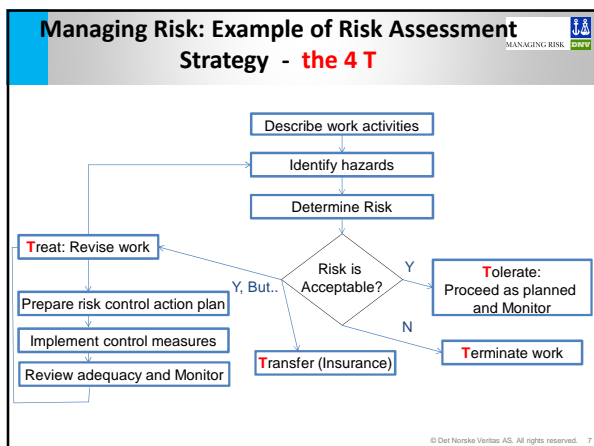 Managing Risk: Example of Risk Assessment
Strategy - the 4 T
MANAGING RISK
DNV
Describe work activities
Identify hazards
Determine Risk
Treat: Revise work
Risk is
Acceptable?
Y
Y, But..
Tolerate:
Proceed as planned
and Monitor
Prepare risk control action plan
N
Implement control measures
Transfer (Insurance)
Terminate work
Review adequacy and Monitor
© Det Norske Veritas AS. All rights reserved. 7